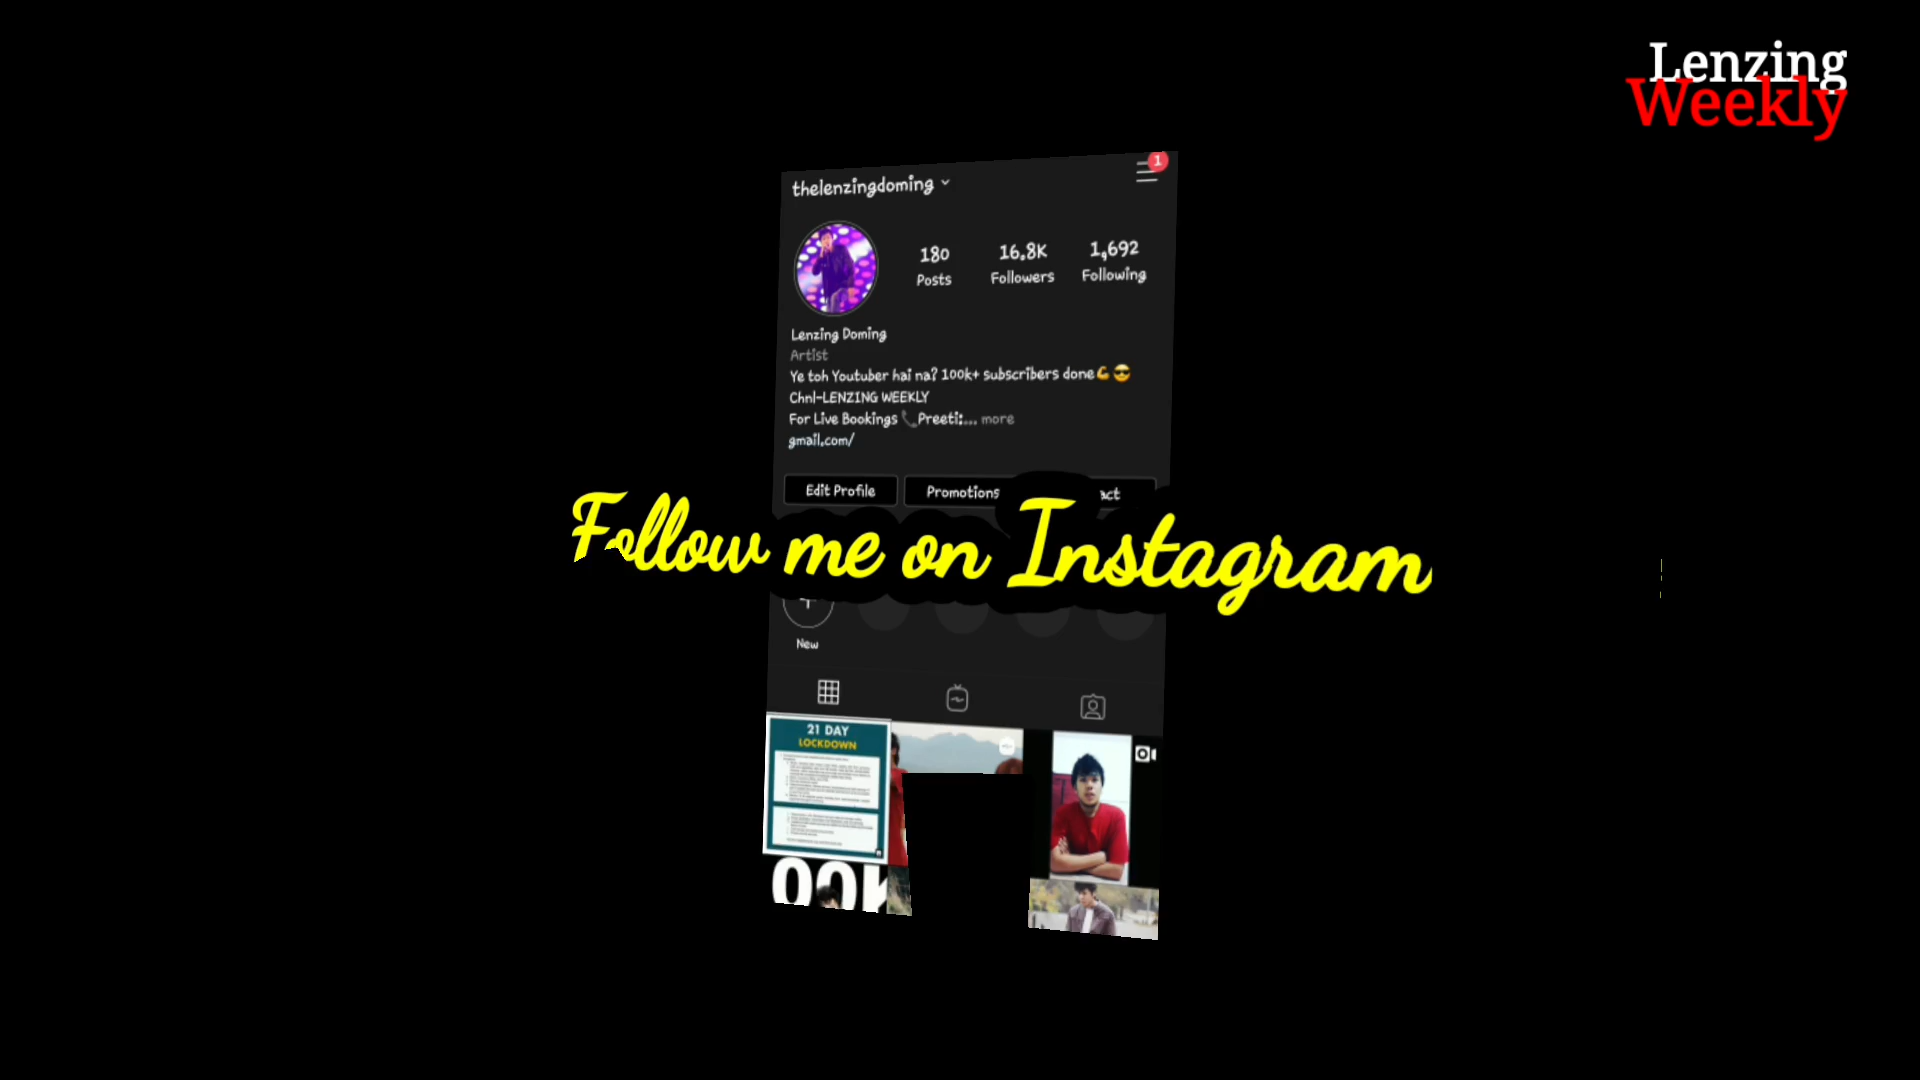 Lenzing
Weekly
thelenzingdoming
1
180 16.8K 1,692
Posts Followers Following
Lenzing Doming
Artist
Ye toh Youtuber hai na? 100k+ subscribers done💪😎
Chnl-LENZING WEEKLY
For Live Bookings 📞Preeti:... more
gmail.com/
Edit Profile Promotions act
Follow me on Instagram
New
21 DAY
LOCKDOWN